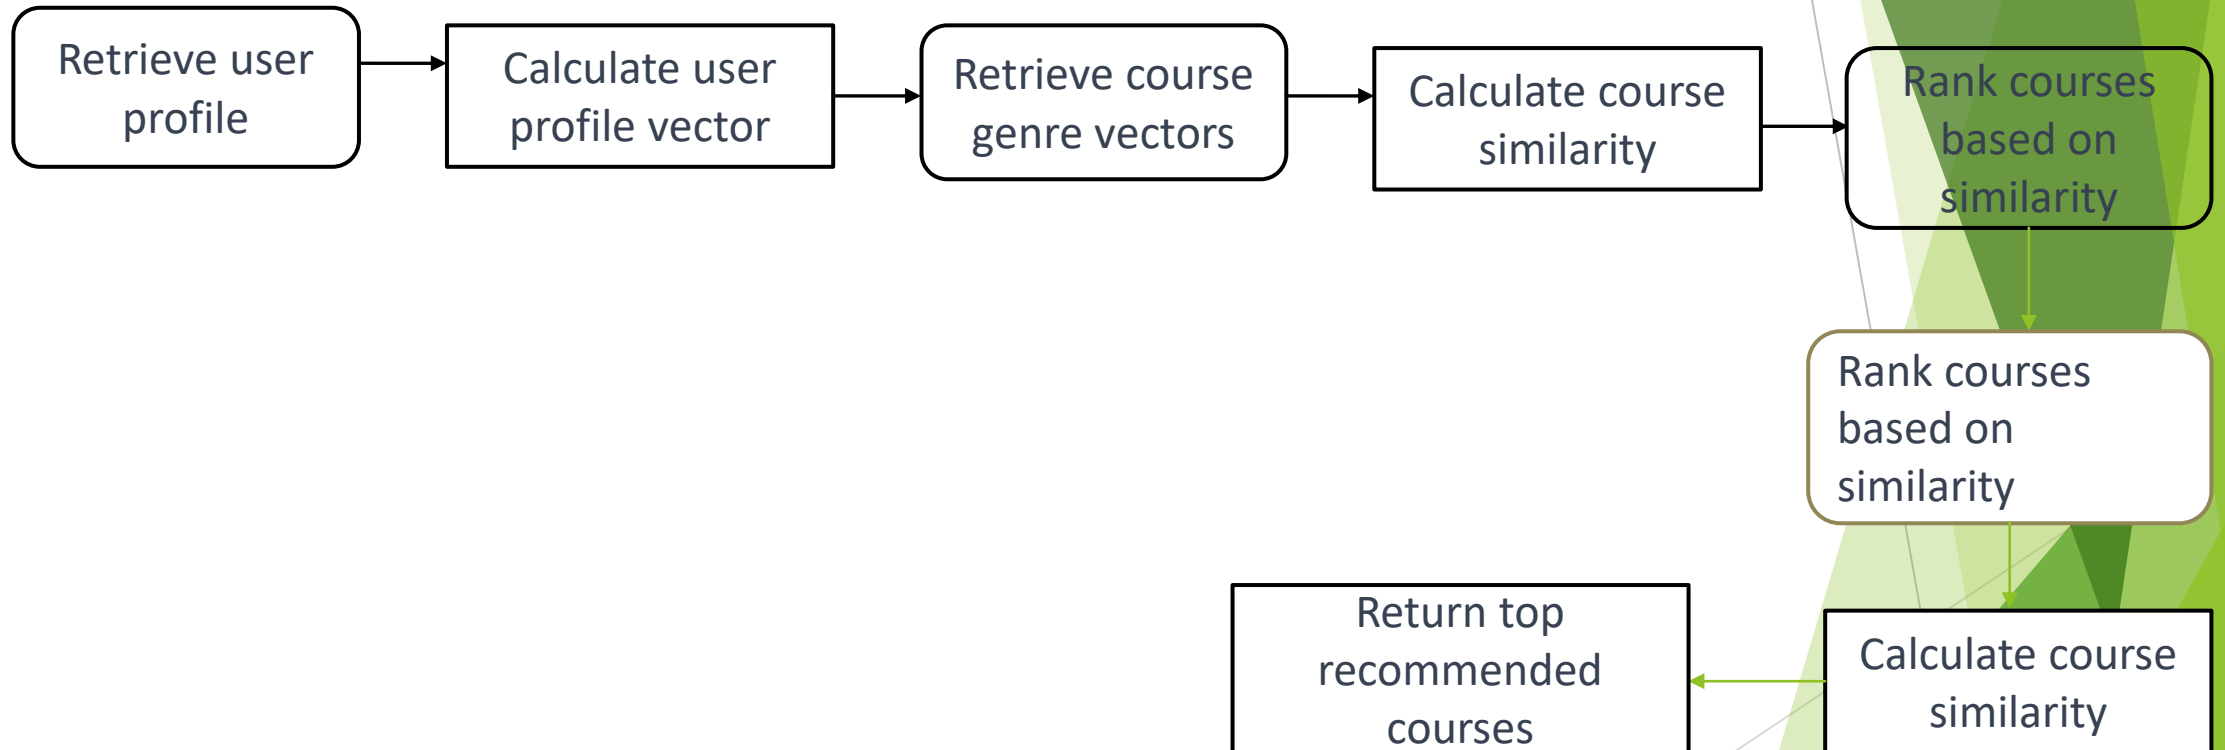 Retrieve user
profile
Calculate user
profile vector
Retrieve course
genre vectors
Calculate course
similarity
Rank courses
based on
similarity
Rank courses
based on
similarity
Calculate course
similarity
Return top
recommended
courses